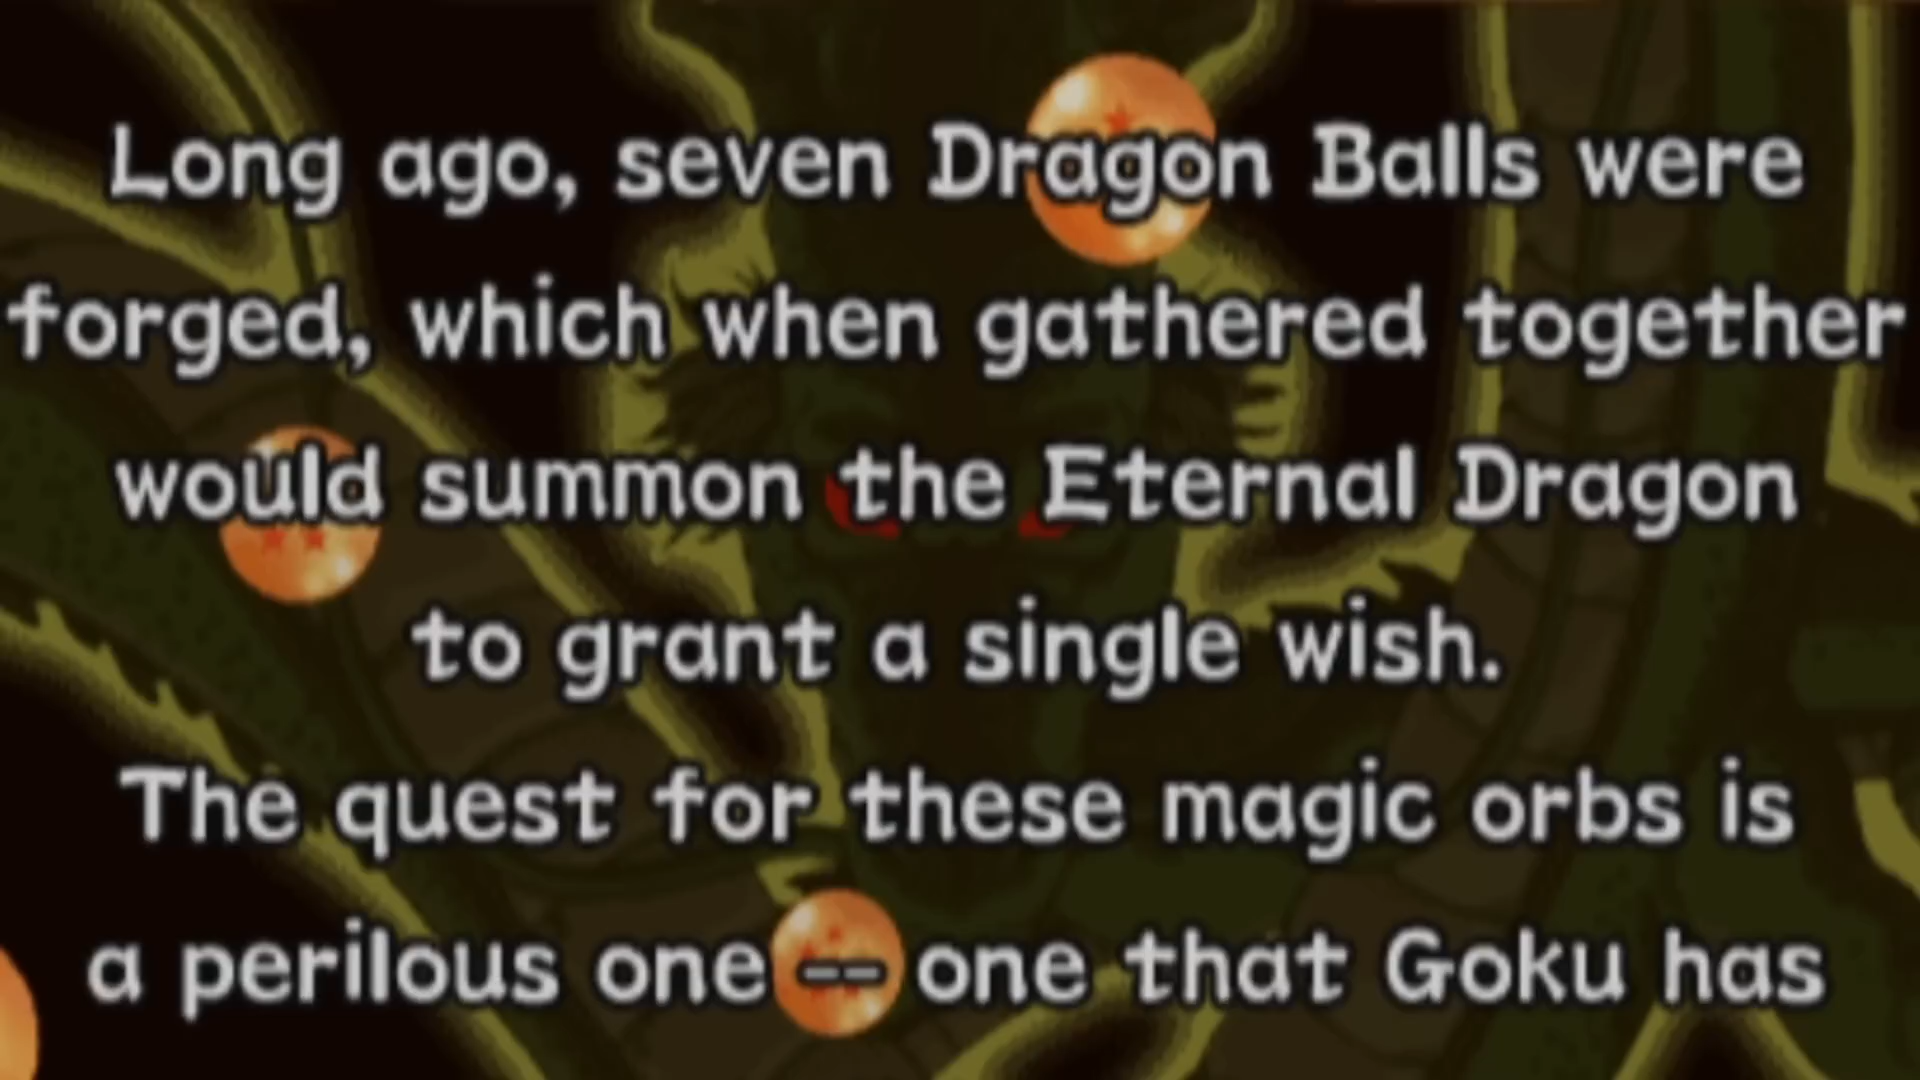 Long ago, seven Dragon Balls were
forged, which when gathered together
would summon the Eternal Dragon
to grant a single wish.
The quest for these magic orbs is
a perilous one -- one that Goku has